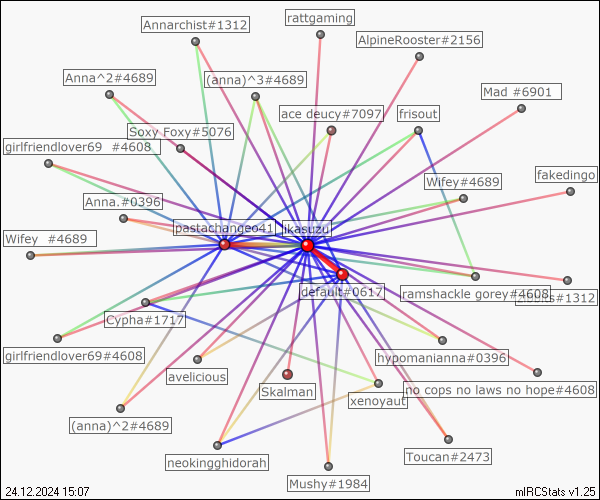 rattgaming
Annarchist#1312
AlpineRooster#2156
Anna^2#4689
(anna)^3#4689
Mad #6901
ace deucy#7097
frisout
Soxy Foxy#5076
girlfriendlover69 #4608
fakedingo
Wifey#4689
Anna.#0396
pastachangeo41
ikasuzu
Wifey #4689
default#0617
ramshackle gorey#4608
#1312
Cypha#1717
girlfriendlover69#4608
hypomanianna#0396
avelicious
Skalman
no cops no laws no hope#4608
xenoyaut
(anna)^2#4689
Toucan#2473
neokingghidorah
Mushy#1984
24.12.2024 15:07
mIRCStats v1.25